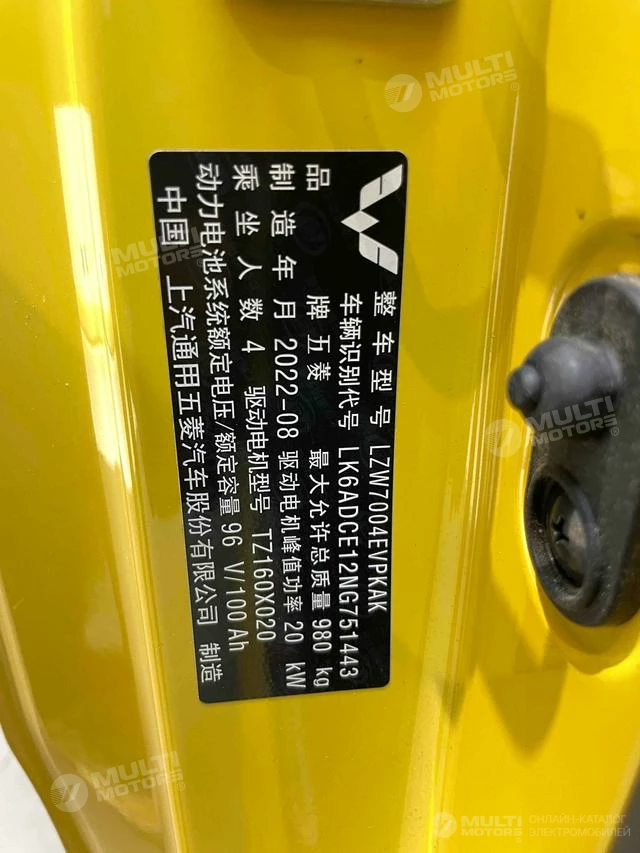 整车型号 LZW7004EVPKAK
车辆识别代号 LK6ADCE12NG751443
品 牌 五菱 最大允许总质量 980 kg
制造年月 2022-08 驱动电机峰值功率 20 kW
乘坐人数 4 驱动电机型号 TZ160X020
动力电池系统额定电压/额定容量 96 V/100 Ah
中国 上汽通用五菱汽车股份有限公司 制造
MULTI
MOTORS
MULTI
MOTORS
MULTI
MOTORS
MULTI
MOTORS
MULTI
MOTORS
ОНЛАЙН-КАТАЛОГ
ЭЛЕКТРОМОБИЛЕЙ